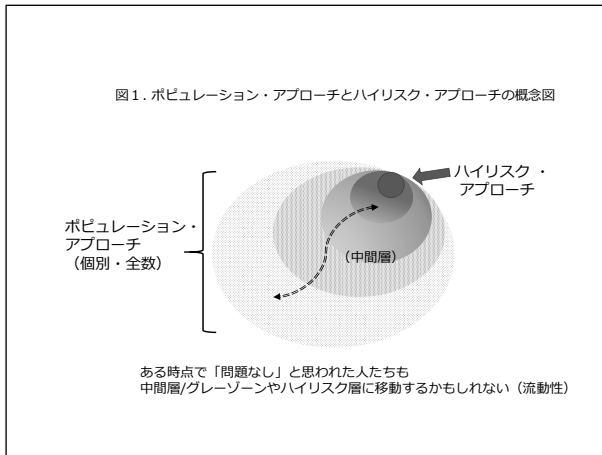 図１. ポピュレーション・アプローチとハイリスク・アプローチの概念図
ハイリスク・
アプローチ
ポピュレーション・
アプローチ
（個別・全数）
（中間層）
ある時点で「問題なし」と思われた人たちも
中間層/グレーゾーンやハイリスク層に移動するかもしれない（流動性）